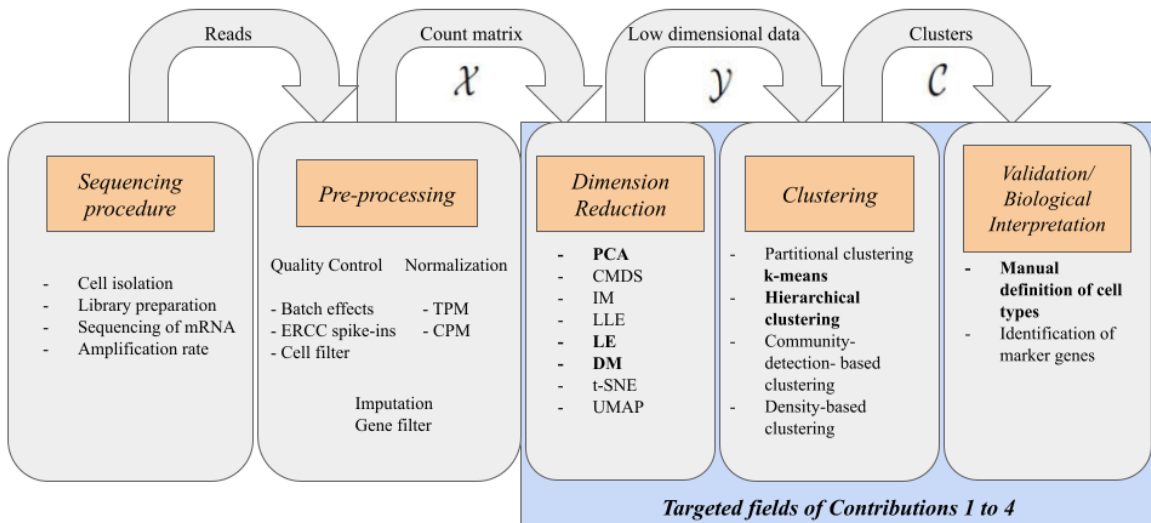 Reads
Count matrix
Low dimensional data
Clusters
𝒳
𝒴
𝒞
Sequencing
procedure
- Cell isolation
- Library preparation
- Sequencing of mRNA
- Amplification rate
Pre-processing
Quality Control
- Batch effects
- ERCC spike-ins
- Cell filter
Normalization
- TPM
- CPM
Imputation
Gene filter
Dimension
Reduction
- PCA
- CMDS
- IM
- LLE
- LE
- DM
- t-SNE
- UMAP
Clustering
- Partitional clustering
k-means
- Hierarchical
clustering
- Community-
detection- based
clustering
- Density-based
clustering
Validation/
Biological
Interpretation
- Manual
definition of cell
types
- Identification of
marker genes
Targeted fields of Contributions 1 to 4